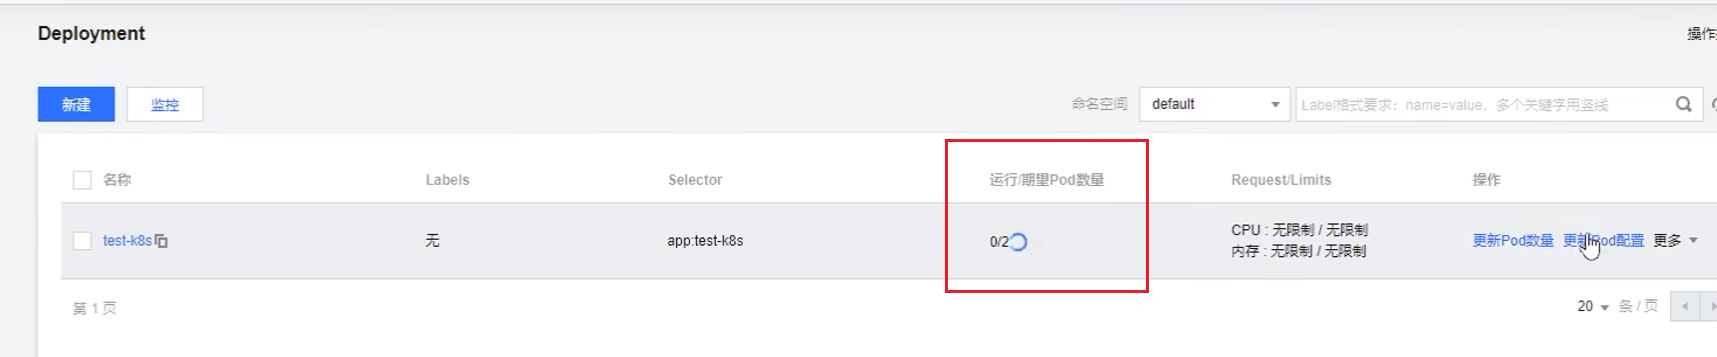 Deployment
操作
新建
监控
命名空间
default
Label格式要求：name=value，多个关键字用竖线
名称
Labels
Selector
运行/期望Pod数量
Request/Limits
操作
test-k8s
无
app:test-k8s
0/2
CPU : 无限制 / 无限制
内存 : 无限制 / 无限制
更新Pod数量
更新Pod配置
更多
第 1 页
20
条 / 页